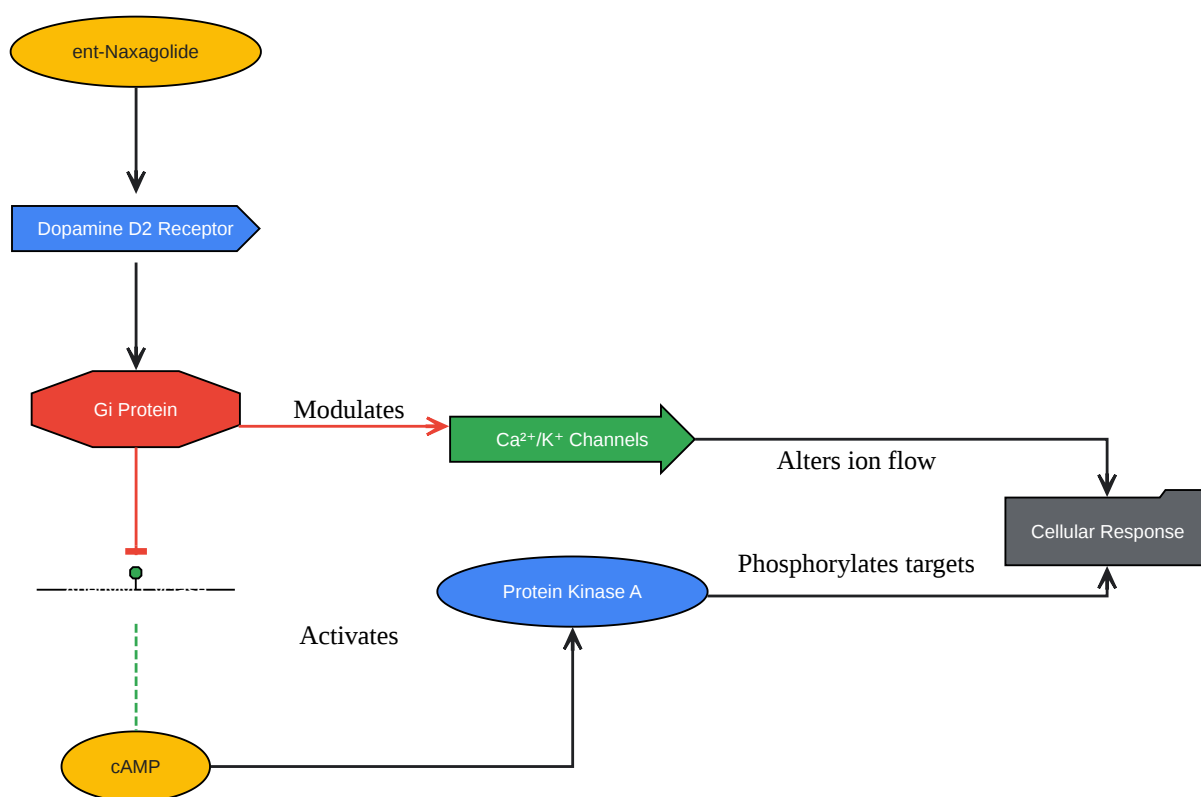 ent-Naxagolide
Dopamine D2 Receptor
Gi Protein
Modulates
Ca²⁺/K⁺ Channels
Alters ion flow
Cellular Response
Phosphorylates targets
Protein Kinase A
Activates
cAMP